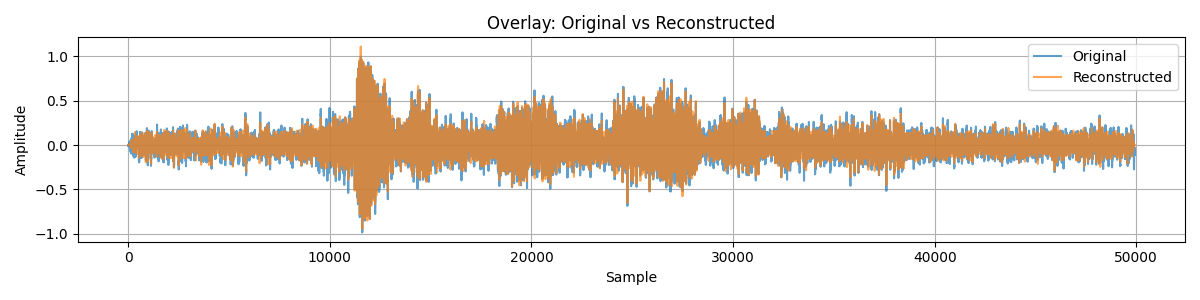 Overlay: Original vs Reconstructed
Original
Reconstructed
Amplitude
1.0
0.5
0.0
−0.5
−1.0
0 10000 20000 30000 40000 50000
Sample